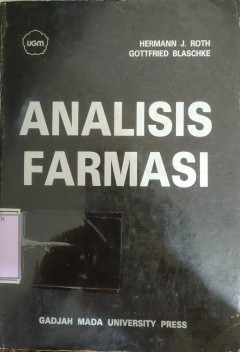 UGM
HERMANN J. ROTH
GOTTFRIED BLASCHKE
ANALISIS
FARMASI
GADJAH MADA UNIVERSITY PRESS